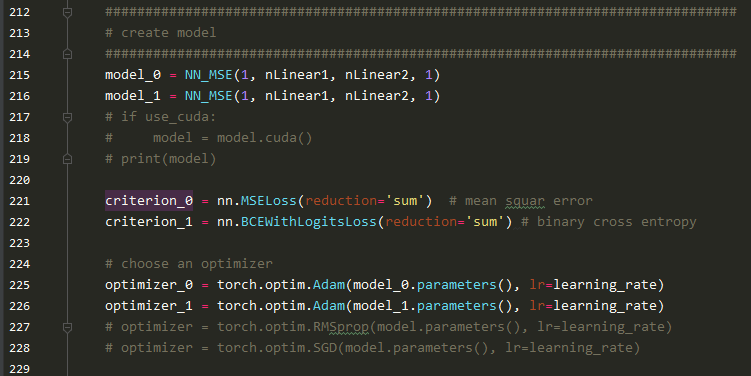 212 ##############################################################################
213 # create model
214 ##############################################################################
215 model_0 = NN_MSE(1, nLinear1, nLinear2, 1)
216 model_1 = NN_MSE(1, nLinear1, nLinear2, 1)
217 # if use_cuda:
218 #     model = model.cuda()
219 # print(model)
220
221 criterion_0 = nn.MSELoss(reduction='sum')  # mean squar error
222 criterion_1 = nn.BCEWithLogitsLoss(reduction='sum') # binary cross entropy
223
224 # choose an optimizer
225 optimizer_0 = torch.optim.Adam(model_0.parameters(), lr=learning_rate)
226 optimizer_1 = torch.optim.Adam(model_1.parameters(), lr=learning_rate)
227 # optimizer = torch.optim.RMSprop(model.parameters(), lr=learning_rate)
228 # optimizer = torch.optim.SGD(model.parameters(), lr=learning_rate)
229